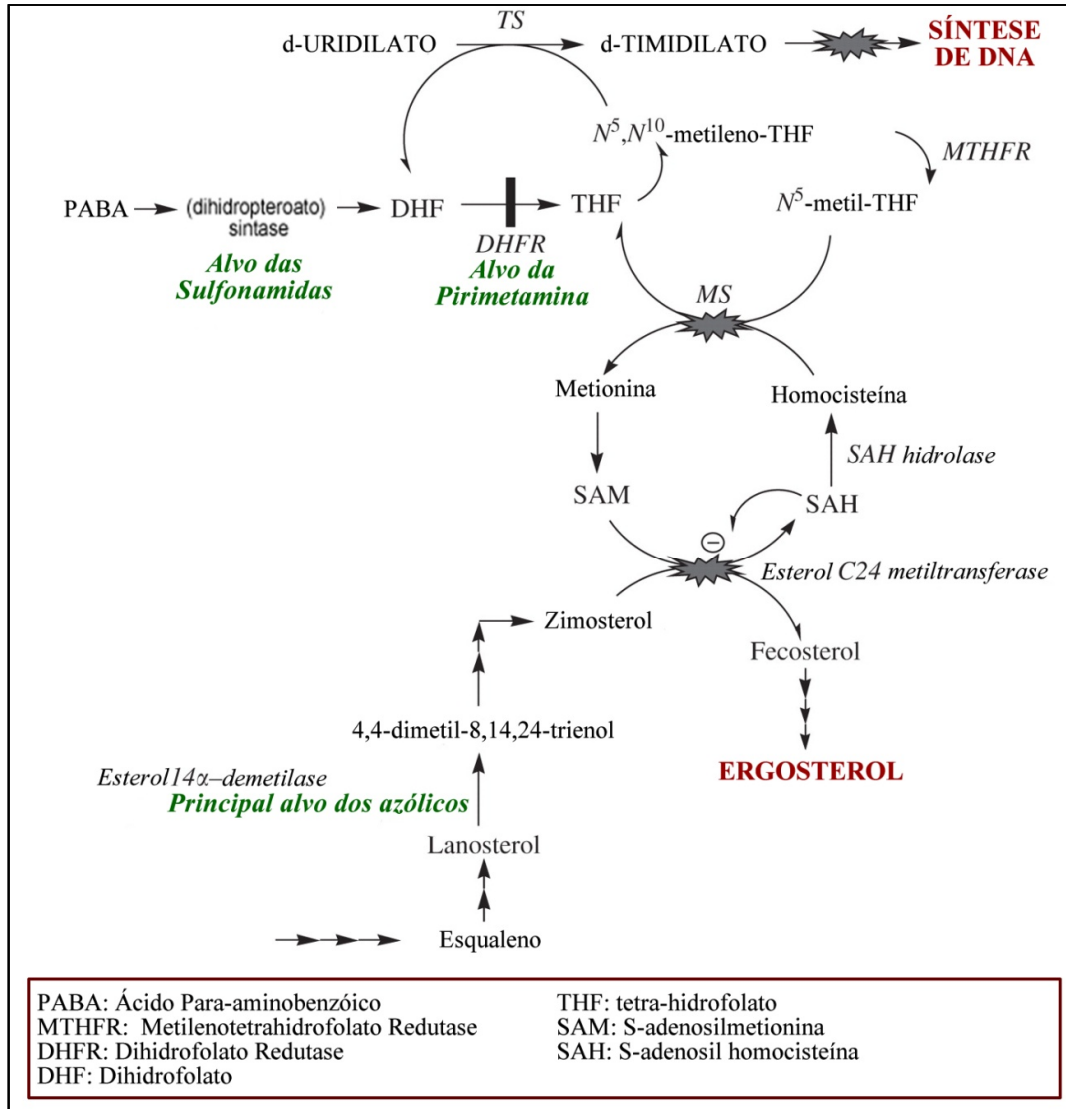 TS
d-URIDILATO
d-TIMIDILATO
SÍNTESE
DE DNA
N5,N10-metileno-THF
MTHFR
PABA
(dihidropteroato)
sintase
DHF
THF
N5-metil-THF
DHFR
Alvo das
Sulfonamidas
Alvo da
Pirimetamina
MS
Metionina
Homocisteína
SAH hidrolase
SAM
SAH
−
Esterol C24 metiltransferase
Zimosterol
Fecosterol
4,4-dimetil-8,14,24-trienol
ERGOSTEROL
Esterol14α–demetilase
Principal alvo dos azólicos
Lanosterol
Esqualeno
PABA: Ácido Para-aminobenzóico
MTHFR: Metilenotetrahidrofolato Redutase
DHFR: Dihidrofolato Redutase
DHF: Dihidrofolato
THF: tetra-hidrofolato
SAM: S-adenosilmetionina
SAH: S-adenosil homocisteína